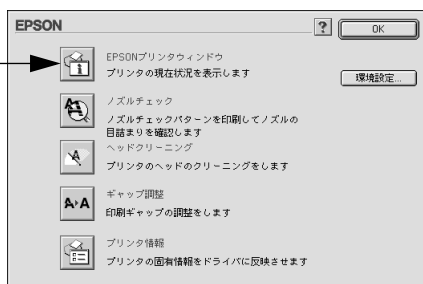 EPSON
? OK
EPSONプリンタウィンドウ
プリンタの現在状況を表示します
環境設定...
ノズルチェック
ノズルチェックパターンを印刷してノズルの
目詰まりを確認します
ヘッドクリーニング
プリンタのヘッドのクリーニングをします
ギャップ調整
印刷ギャップの調整をします
A▸A
プリンタ情報
プリンタの固有情報をドライバに反映させます